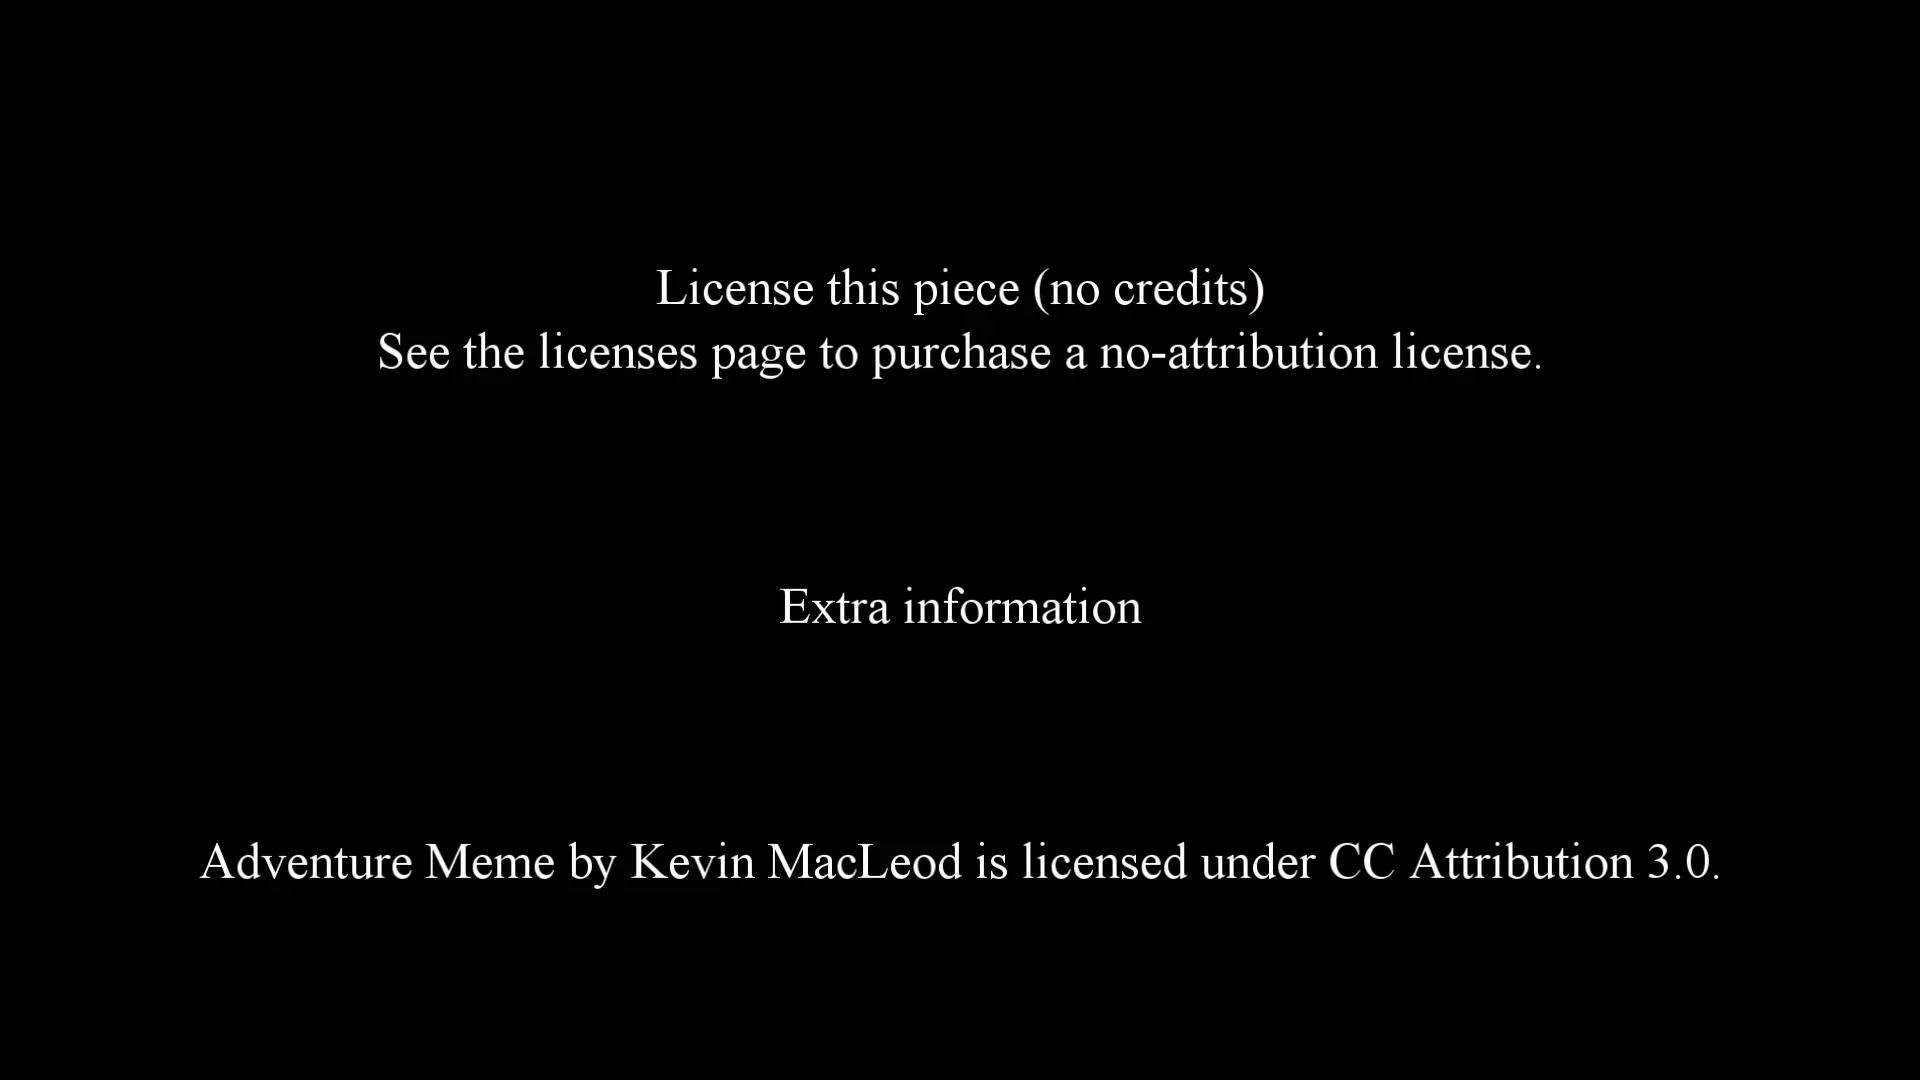 License this piece (no credits)
See the licenses page to purchase a no-attribution license.
Extra information
Adventure Meme by Kevin MacLeod is licensed under CC Attribution 3.0.